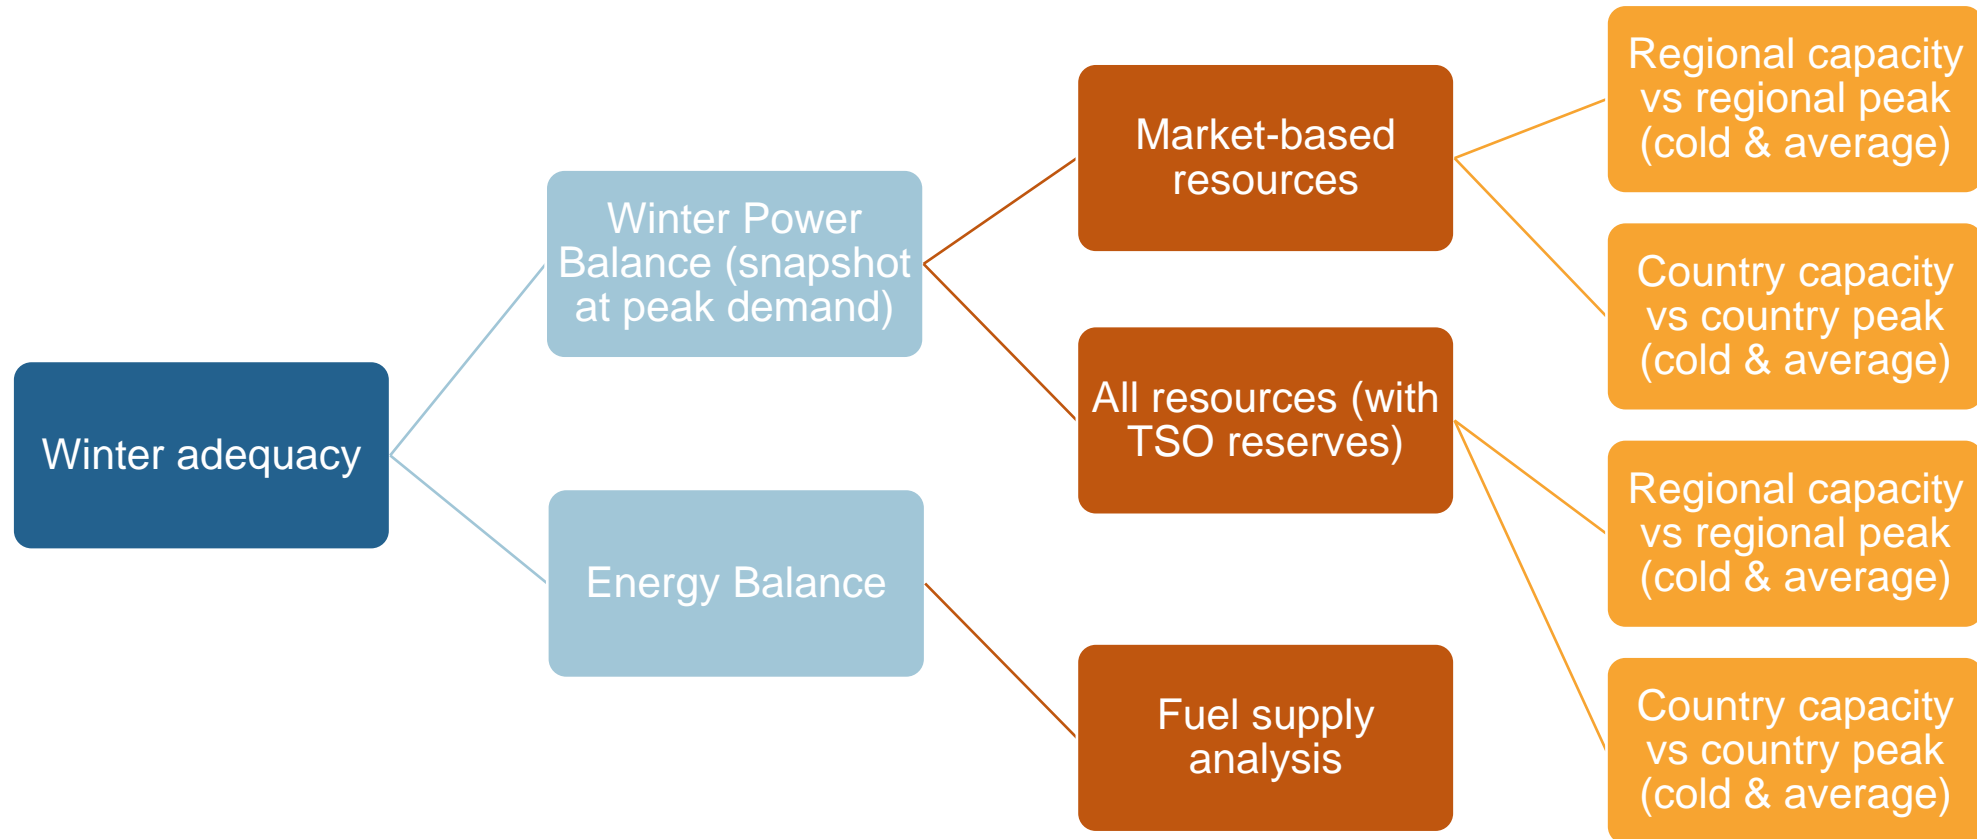 Winter adequacy
Winter Power
Balance (snapshot
at peak demand)
Energy Balance
Market-based
resources
All resources (with
TSO reserves)
Fuel supply
analysis
Regional capacity
vs regional peak
(cold & average)
Country capacity
vs country peak
(cold & average)
Regional capacity
vs regional peak
(cold & average)
Country capacity
vs country peak
(cold & average)